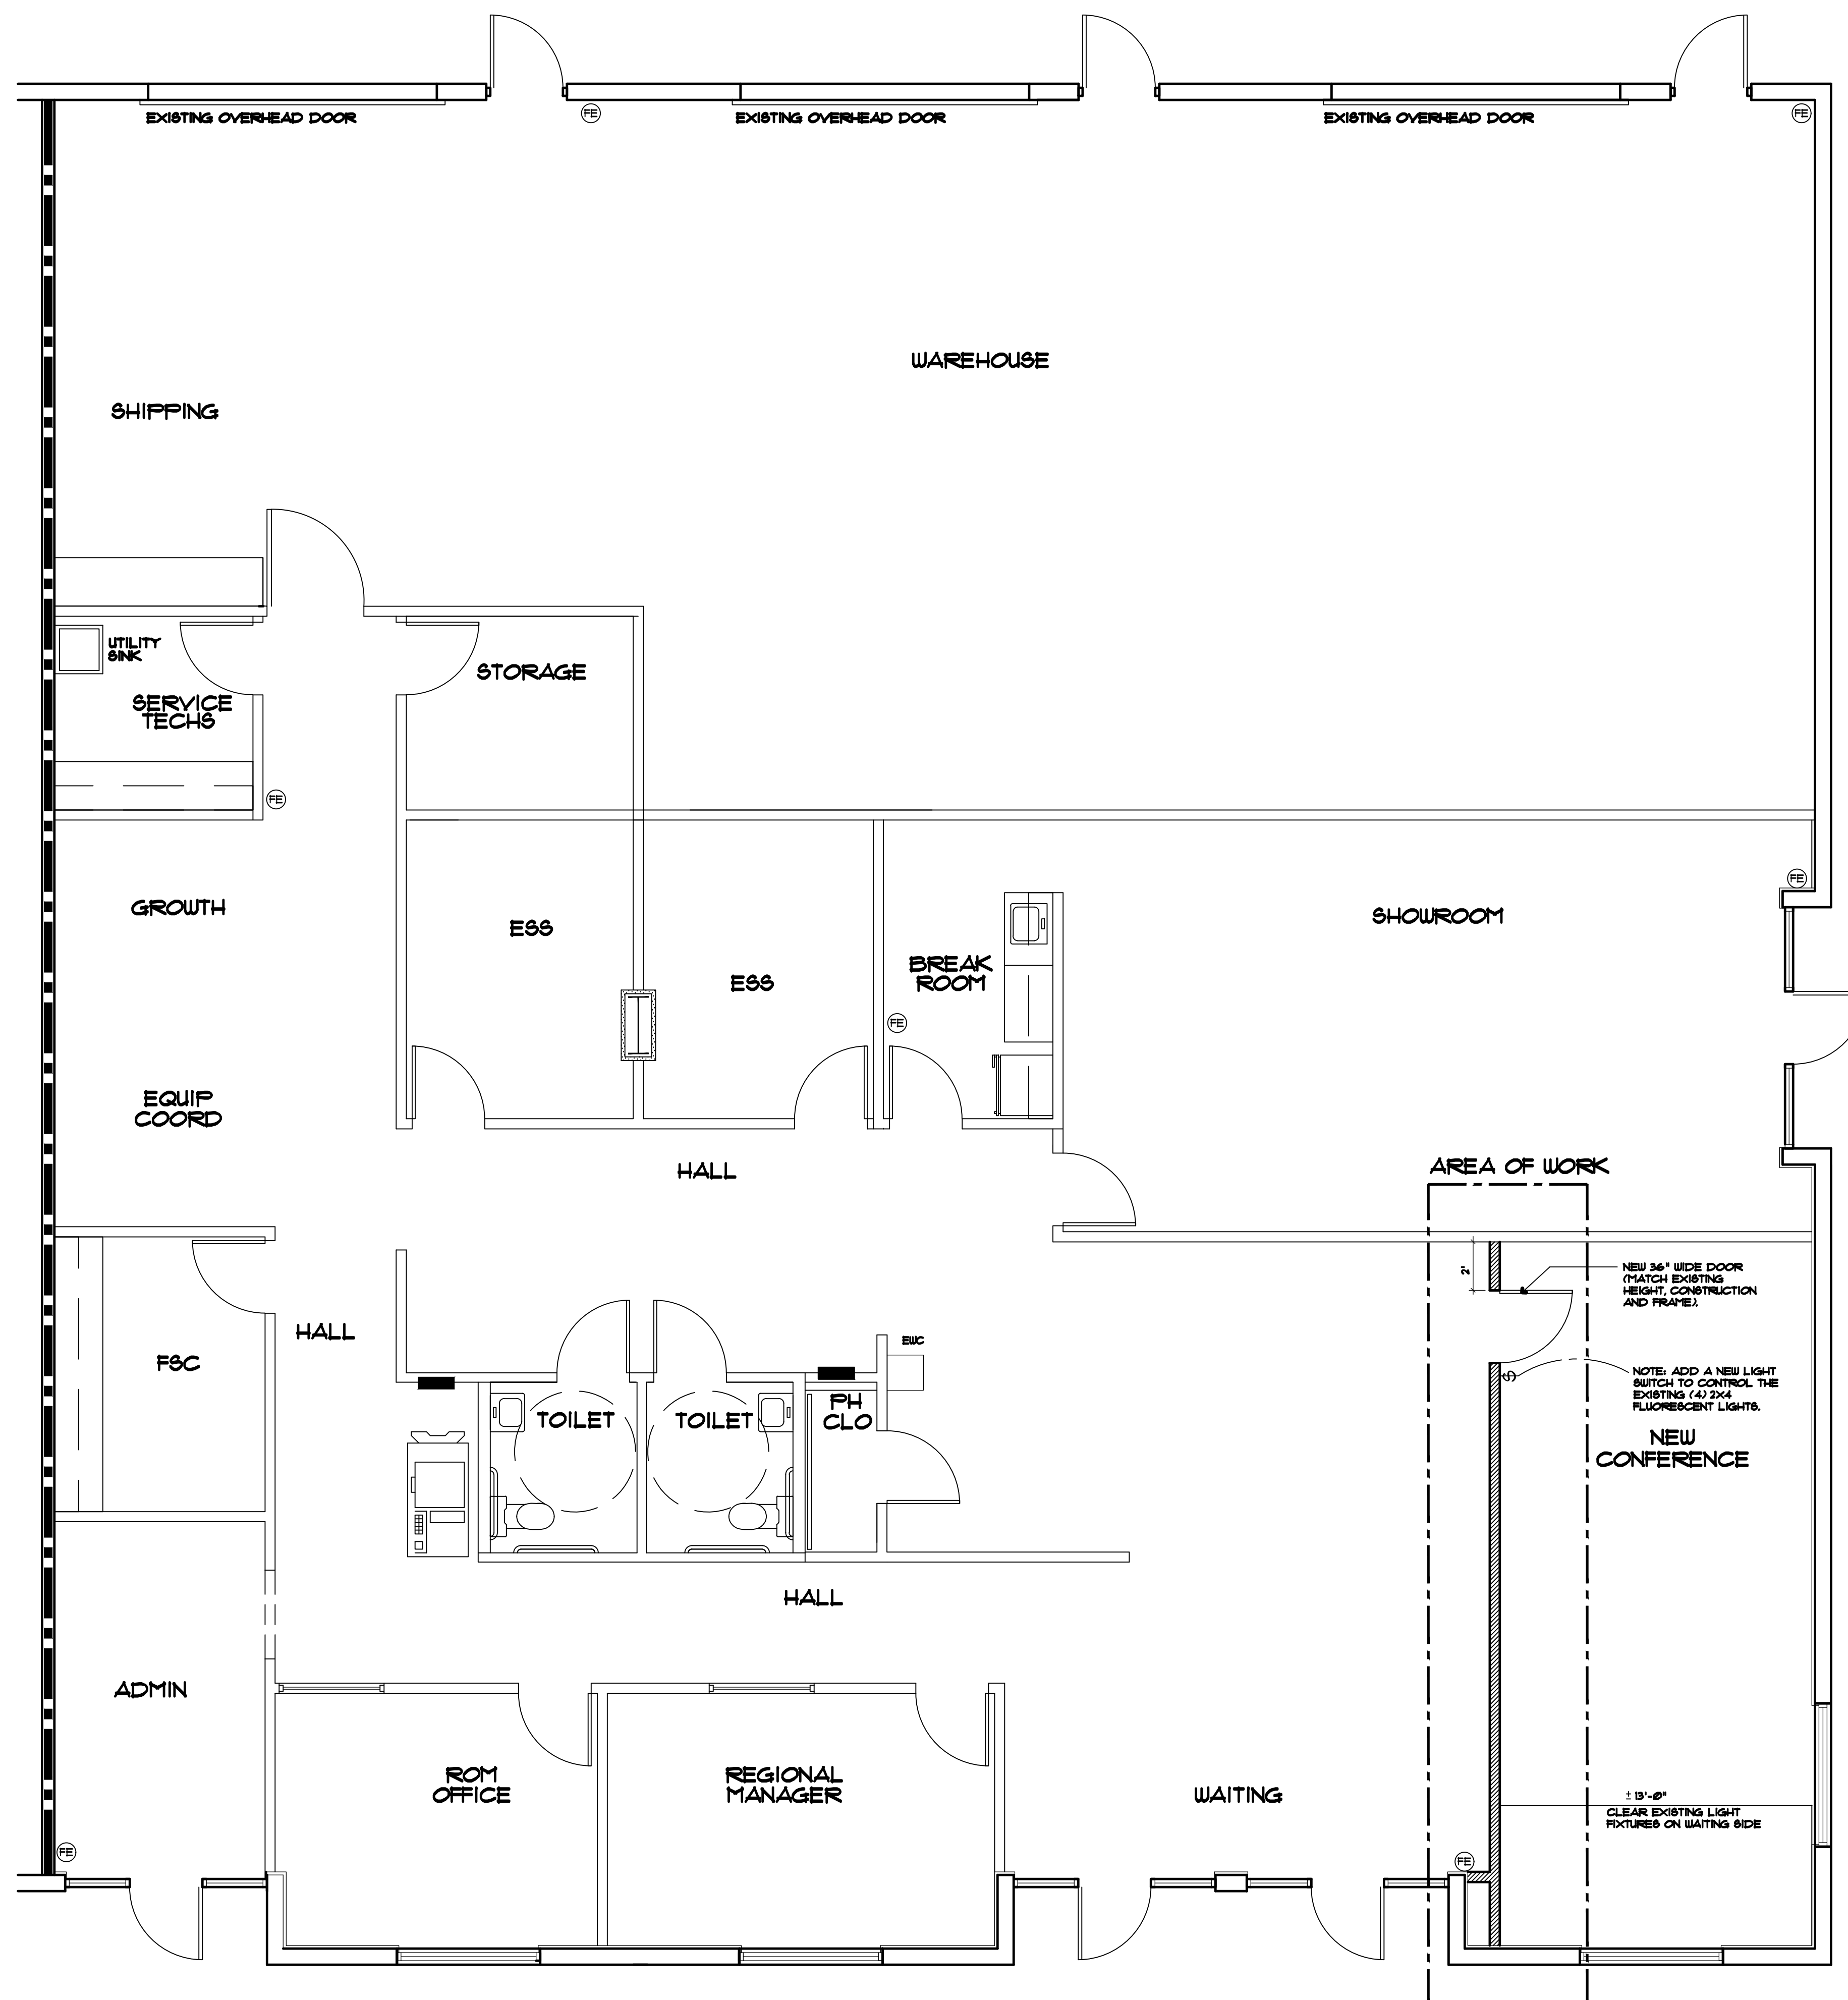 EXISTING OVERHEAD DOOR
FE
EXISTING OVERHEAD DOOR
EXISTING OVERHEAD DOOR
FE
WAREHOUSE
SHIPPING
UTILITY
SINK
STORAGE
SERVICE
TECHS
FE
FE
GROWTH
ESS
SHOWROOM
BREAK
ROOM
ESS
FE
EQUIP
COORD
HALL
AREA OF WORK
2'
NEW 36" WIDE DOOR
(MATCH EXISTING
HEIGHT, CONSTRUCTION
AND FRAME).
HALL
EWC
FSC
NOTE: ADD A NEW LIGHT
SWITCH TO CONTROL THE
EXISTING (4) 2X4
FLUORESCENT LIGHTS.
$
TOILET
TOILET
PH
CLO
NEW
CONFERENCE
HALL
ADMIN
ROM
OFFICE
REGIONAL
MANAGER
WAITING
± 13'-0"
CLEAR EXISTING LIGHT
FIXTURES ON WAITING SIDE
FE
FE